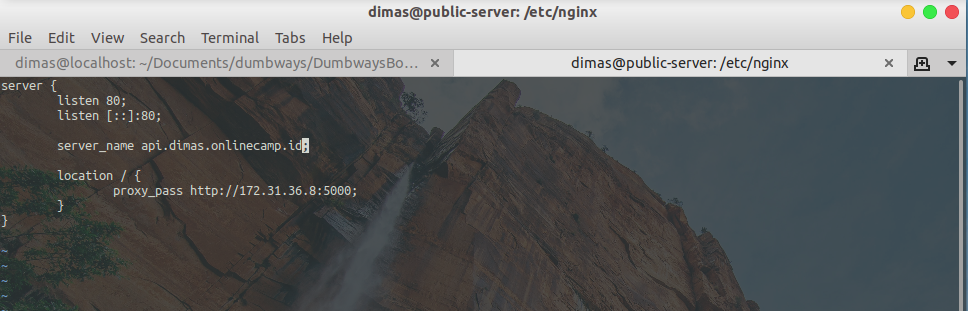 dimas@public-server: /etc/nginx
File Edit View Search Terminal Tabs Help
dimas@localhost: ~/Documents/dumbways/DumbwaysBo... × dimas@public-server: /etc/nginx ×
server {
        listen 80;
        listen [::]:80;

        server_name api.dimas.onlinecamp.id;

        location / {
                proxy_pass http://172.31.36.8:5000;
        }
}
~
~
~
~